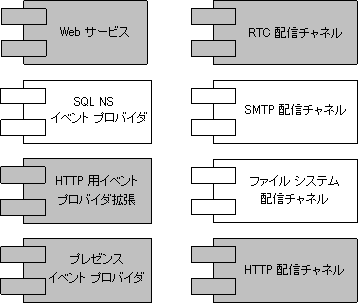 Web サービス
RTC 配信チャネル
SQL NS
イベント プロバイダ
SMTP 配信チャネル
HTTP 用イベント
プロバイダ拡張
ファイル システム
配信チャネル
プレゼンス
イベント プロバイダ
HTTP 配信チャネル